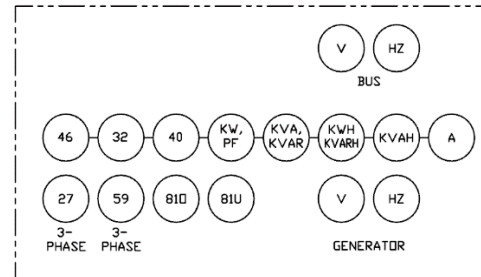 V HZ
BUS
46 32 40 KW, PF KVA, KVAR KWH KVARH KVAH A
27 59 81O 81U V HZ
3-PHASE 3-PHASE GENERATOR